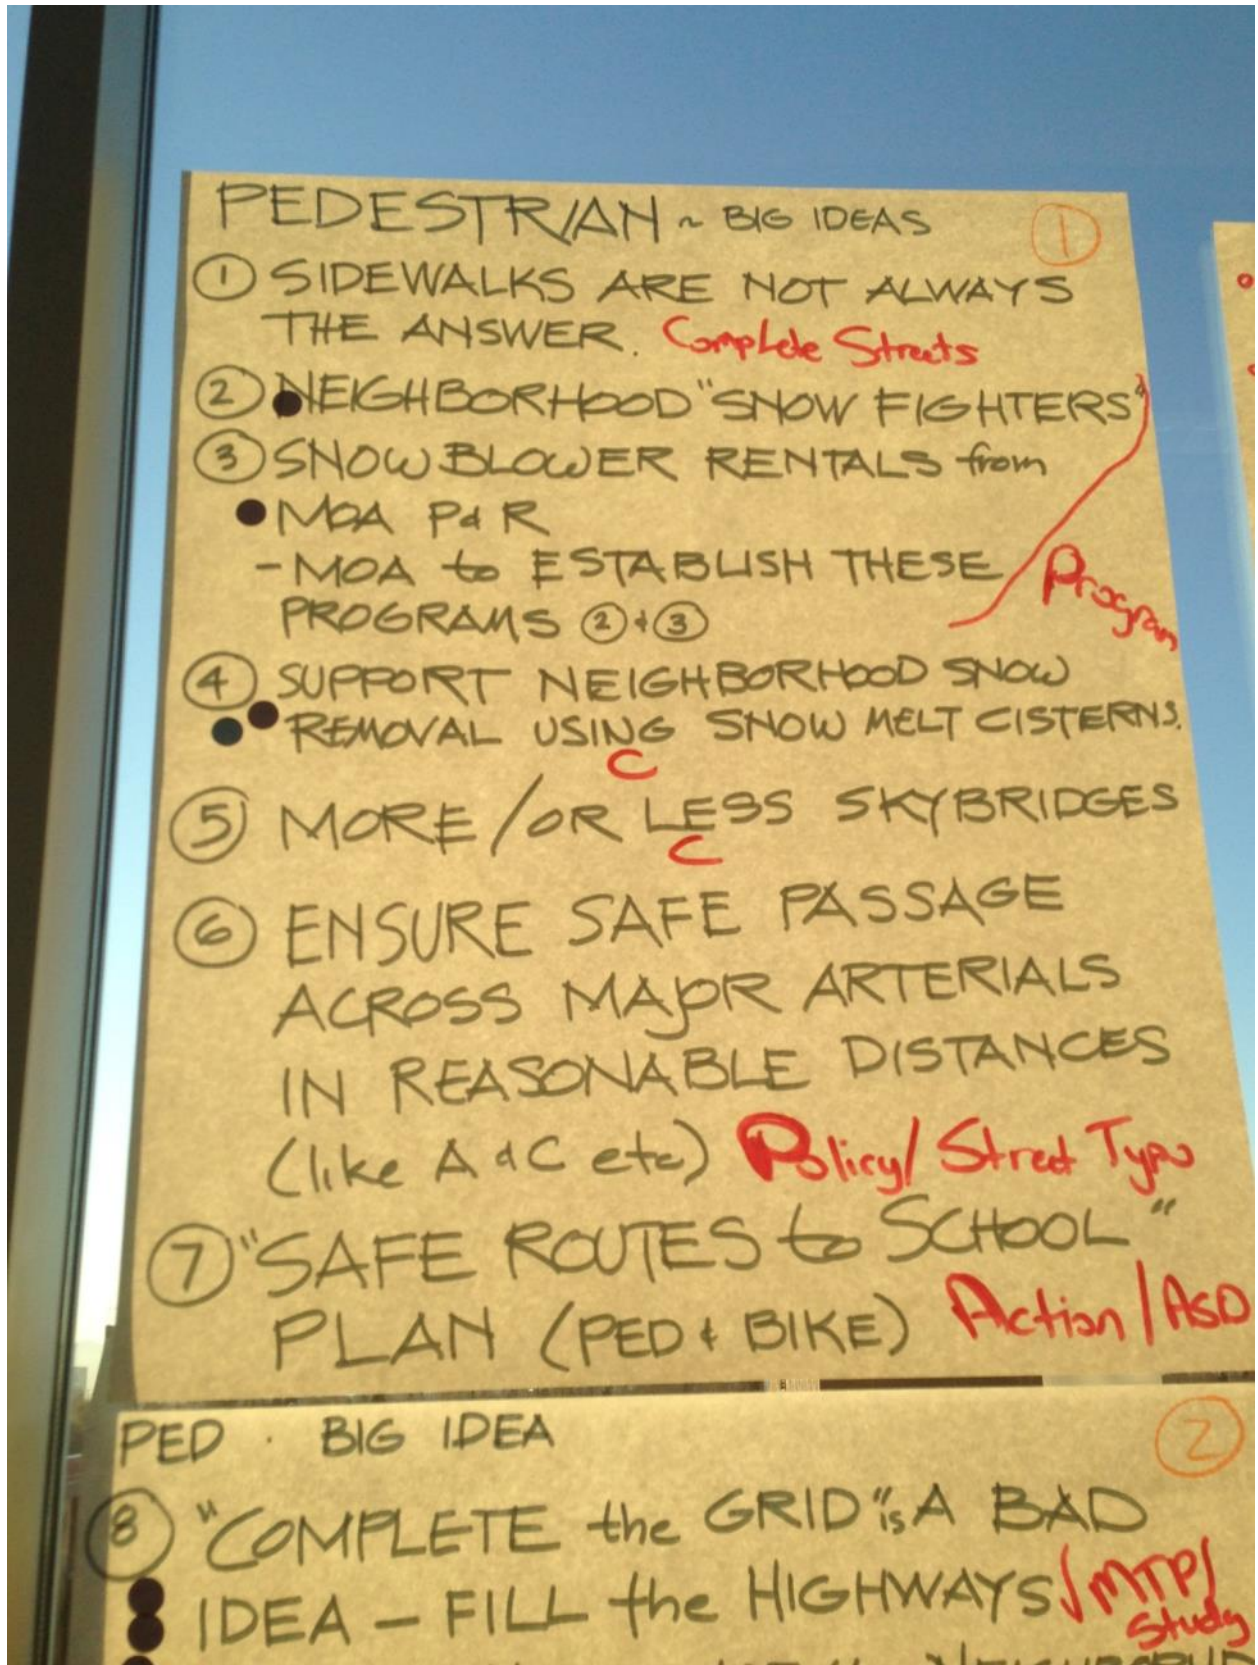 PEDESTRIAN ~ BIG IDEAS 1
① SIDEWALKS ARE NOT ALWAYS
THE ANSWER. Complete Streets
② NEIGHBORHOOD "SNOW FIGHTERS"
③ SNOW BLOWER RENTALS from
MOA P & R
- MOA to ESTABLISH THESE
PROGRAMS ② & ③
Program
④ SUPPORT NEIGHBORHOOD SNOW
REMOVAL USING SNOW MELT CISTERNS.
C
⑤ MORE / OR LESS SKYBRIDGES
C
⑥ ENSURE SAFE PASSAGE
ACROSS MAJOR ARTERIALS
IN REASONABLE DISTANCES
(like A & C etc) Policy / Street Typo
⑦ "SAFE ROUTES to SCHOOL"
PLAN (PED & BIKE) Action / ASD
PED . BIG IDEA 2
⑧ "COMPLETE the GRID" is A BAD
IDEA - FILL the HIGHWAYS MTP/
Study